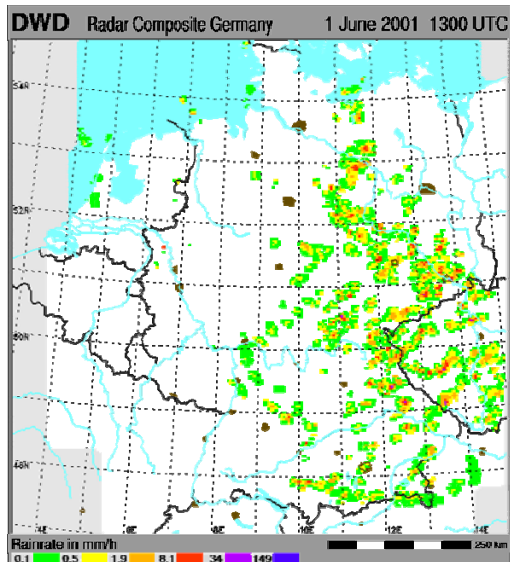 DWD Radar Composite Germany 1 June 2001 1300 UTC
54N
52N
50N
48N
4E 6E 8E 10E 12E 14E
Rainrate in mm/h 250 km
0.1 0.5 1.9 8.1 34 149